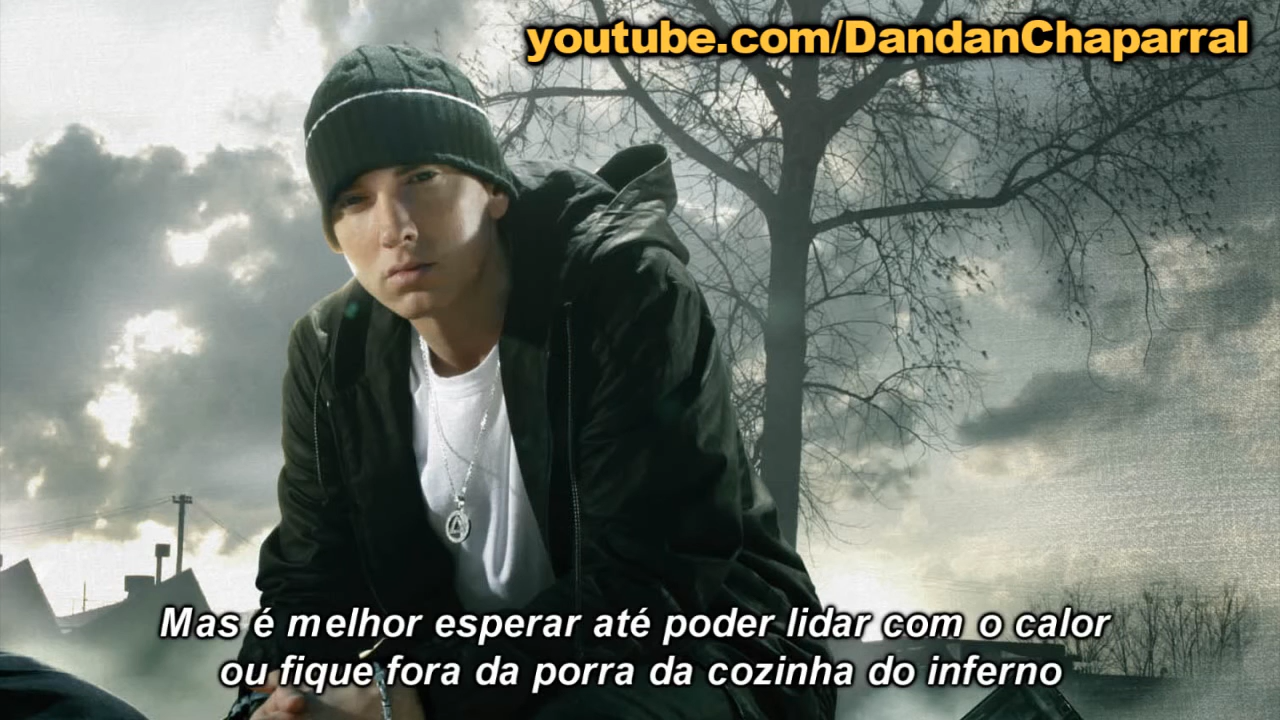 youtube.com/DandanChaparral
Mas é melhor esperar até poder lidar com o calor
ou fique fora da porra da cozinha do inferno